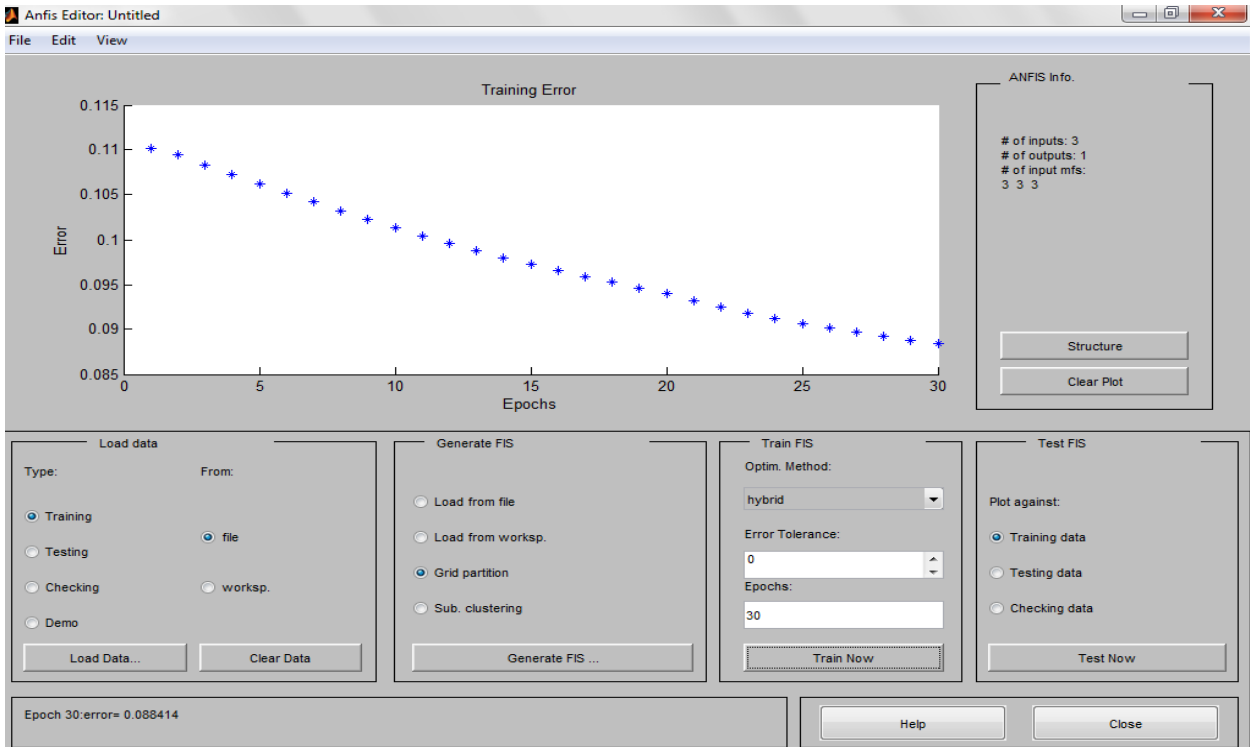 Anfis Editor: Untitled
File Edit View
Training Error
0.115
0.11
0.105
0.1
0.095
0.09
0.085
Error
0 5 10 15 20 25 30
Epochs
ANFIS Info.
# of inputs: 3
# of outputs: 1
# of input mfs:
3 3 3
Structure
Clear Plot
Load data
Type:
From:
Training
Testing
Checking
Demo
file
worksp.
Load Data...
Clear Data
Generate FIS
Load from file
Load from worksp.
Grid partition
Sub. clustering
Generate FIS ...
Train FIS
Optim. Method:
hybrid
Error Tolerance:
0
Epochs:
30
Train Now
Test FIS
Plot against:
Training data
Testing data
Checking data
Test Now
Epoch 30:error= 0.088414
Help
Close